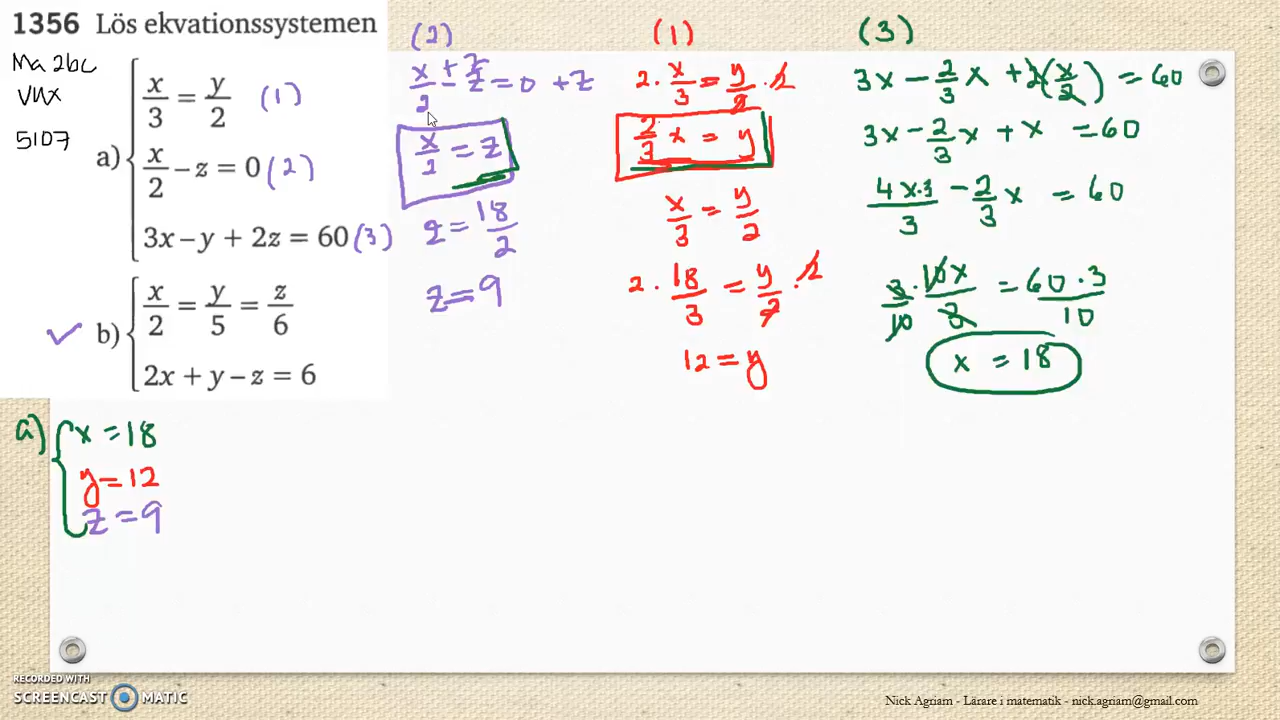 1356 Lös ekvationssystemen
Ma 2bc
VUX
5107
a)
x/3 = y/2 (1)
x/2 − z = 0 (2)
3x − y + 2z = 60 (3)
✓ b)
x/2 = y/5 = z/6
2x + y − z = 6
a) x = 18
y = 12
z = 9
(2)
x/2 − z = 0 + z
x/2 = z
z = 18/2
z = 9
(1)
2 · x/3 = y/2 · 2
2/3 x = y
x/3 = y/2
2 · 18/3 = y/2 · 2
12 = y
(3)
3x − 2/3 x + 2(x/2) = 60
3x − 2/3 x + x = 60
4x·3/3 − 2/3 x = 60
3/10 · 10x/3 = 60·3/10
x = 18
RECORDED WITH
SCREENCAST MATIC
Nick Agriam - Lärare i matematik - nick.agriam@gmail.com